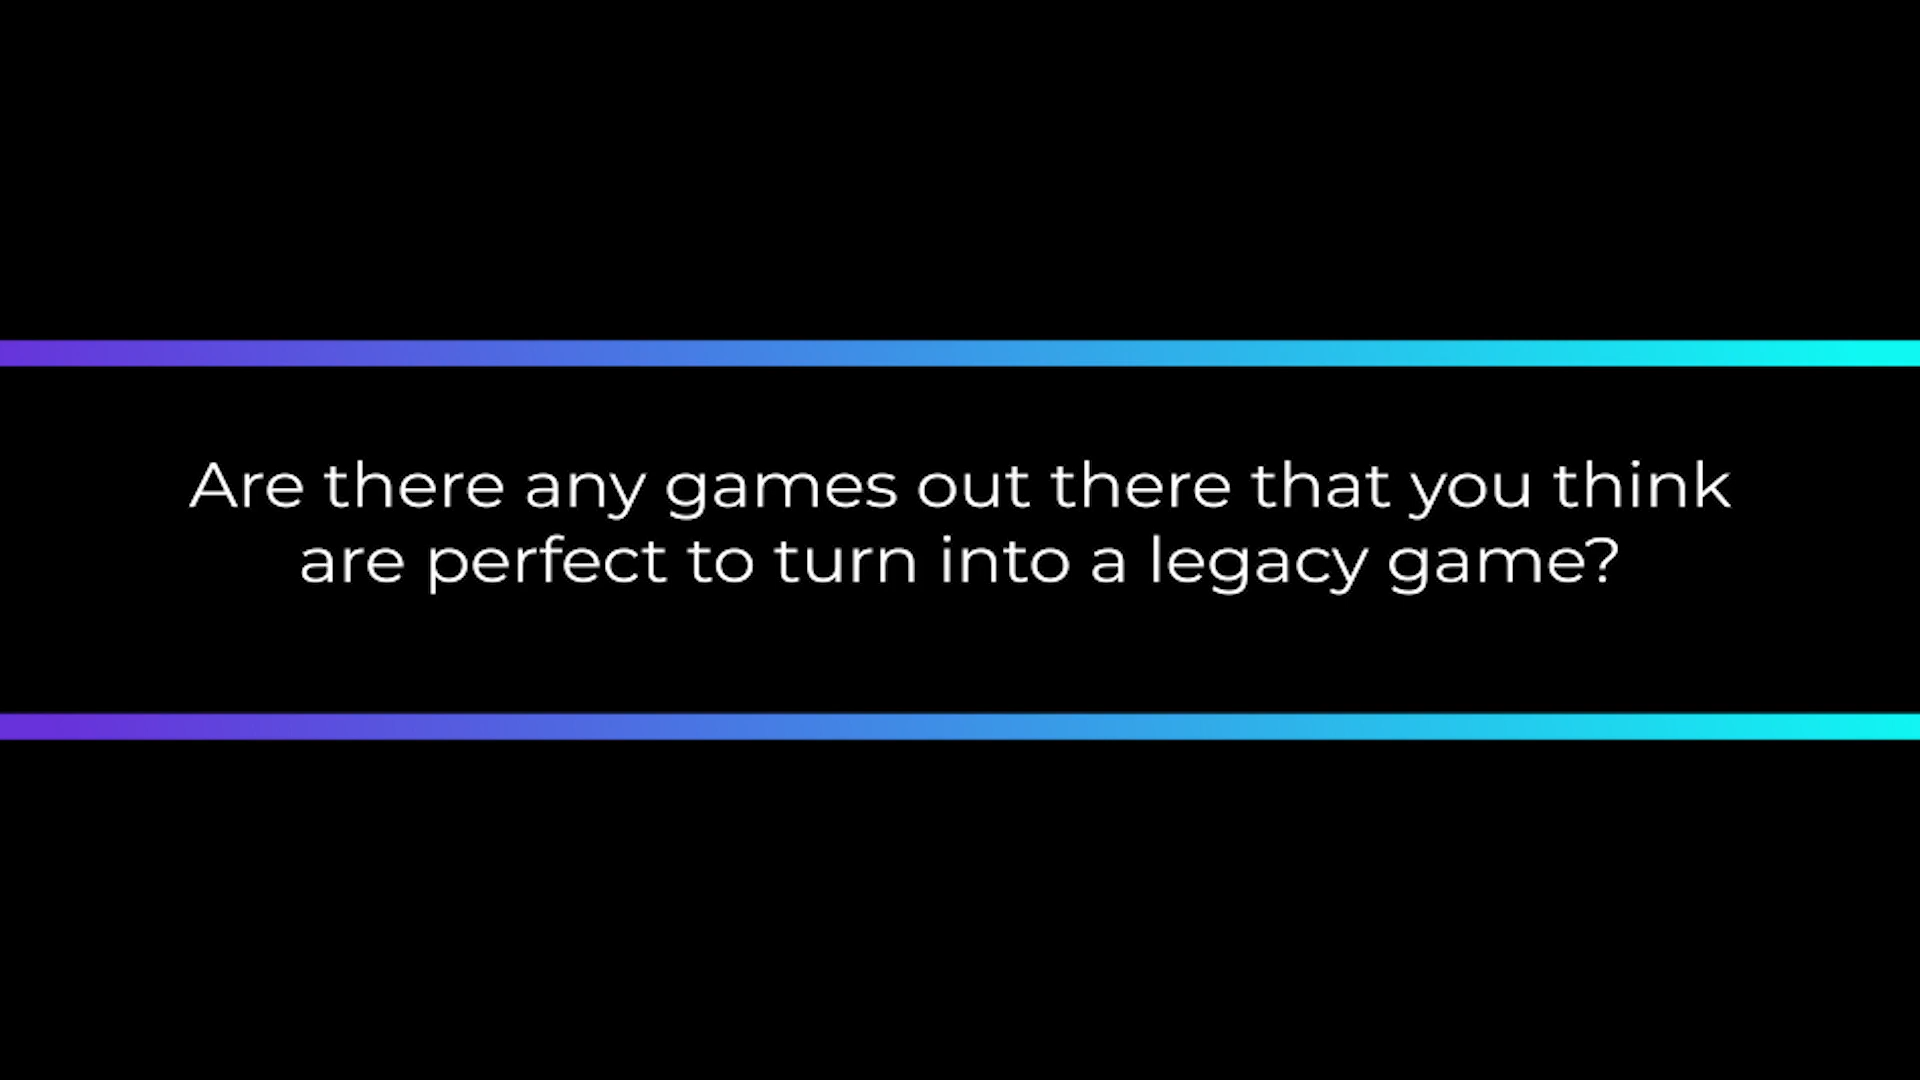 Are there any games out there that you think
are perfect to turn into a legacy game?